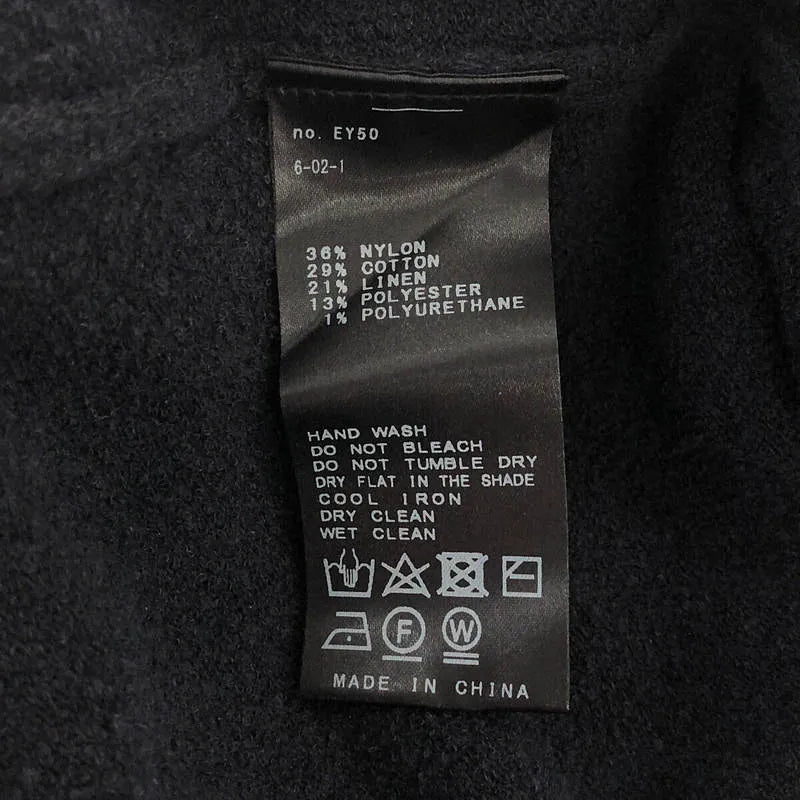 no. EY50
6-02-1
36% NYLON
29% COTTON
21% LINEN
13% POLYESTER
1% POLYURETHANE
HAND WASH
DO NOT BLEACH
DO NOT TUMBLE DRY
DRY FLAT IN THE SHADE
COOL IRON
DRY CLEAN
WET CLEAN
F W
MADE IN CHINA